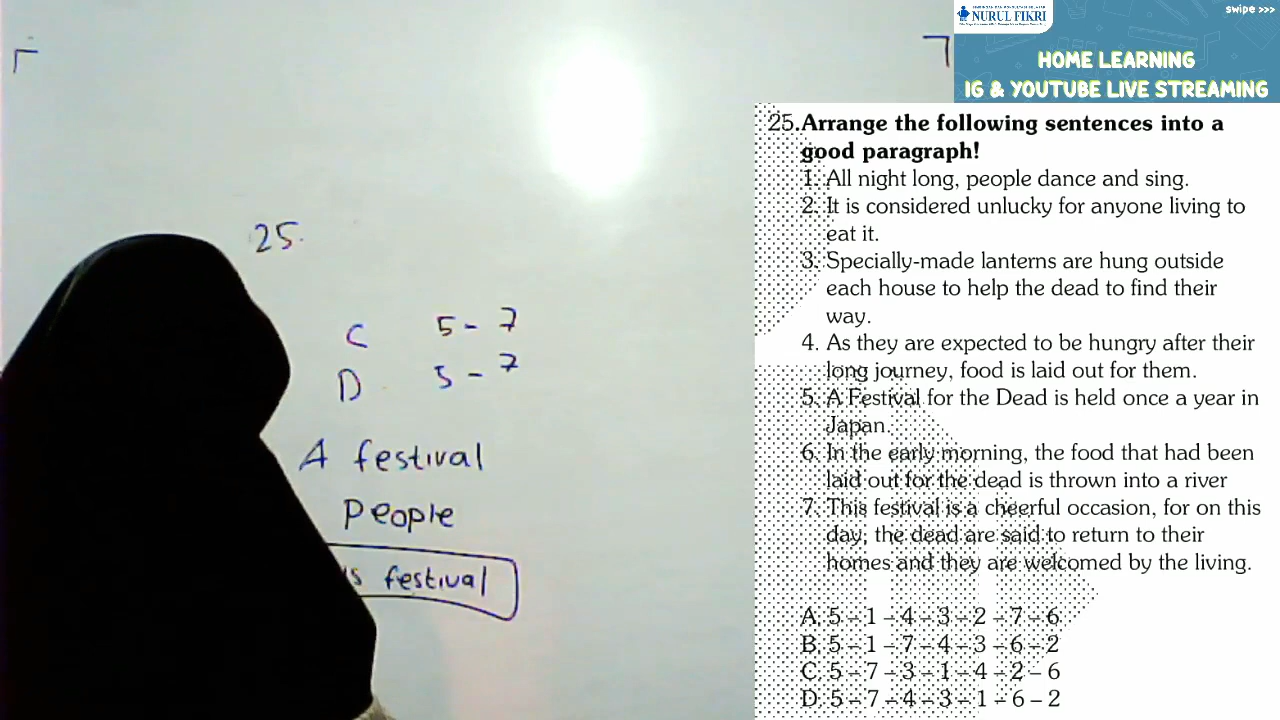 swipe >>>
NURUL FIKRI
HOME LEARNING
IG & YOUTUBE LIVE STREAMING
25.
C 5 - 7
D 5 - 7
A festival
People
s festival
25. Arrange the following sentences into a
good paragraph!
1. All night long, people dance and sing.
2. It is considered unlucky for anyone living to
eat it.
3. Specially-made lanterns are hung outside
each house to help the dead to find their
way.
4. As they are expected to be hungry after their
long journey, food is laid out for them.
5. A Festival for the Dead is held once a year in
Japan.
6. In the early morning, the food that had been
laid out for the dead is thrown into a river
7. This festival is a cheerful occasion, for on this
day, the dead are said to return to their
homes and they are welcomed by the living.
A. 5 – 1 – 4 – 3 – 2 – 7 – 6
B. 5 – 1 – 7 – 4 – 3 – 6 – 2
C. 5 – 7 – 3 – 1 – 4 – 2 – 6
D. 5 – 7 – 4 – 3 – 1 – 6 – 2